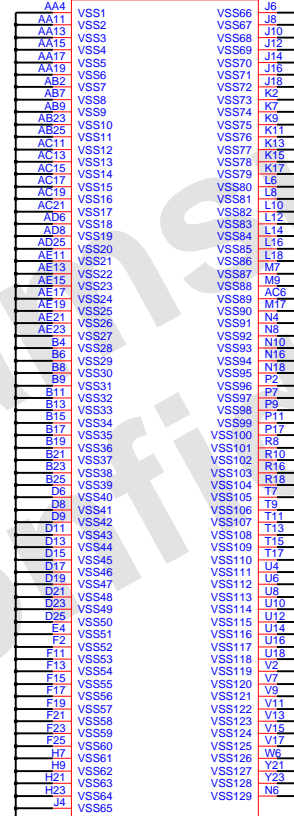 AA4 VSS1 VSS66 J6
AA11 VSS2 VSS67 J8
AA13 VSS3 VSS68 J10
AA15 VSS4 VSS69 J12
AA17 VSS5 VSS70 J14
AA19 VSS6 VSS71 J16
AB2 VSS7 VSS72 J18
AB7 VSS8 VSS73 K2
AB9 VSS9 VSS74 K7
AB23 VSS10 VSS75 K9
AB25 VSS11 VSS76 K11
AC11 VSS12 VSS77 K13
AC13 VSS13 VSS78 K15
AC15 VSS14 VSS79 K17
AC17 VSS15 VSS80 L6
AC19 VSS16 VSS81 L8
AC21 VSS17 VSS82 L10
AD6 VSS18 VSS83 L12
AD8 VSS19 VSS84 L14
AD25 VSS20 VSS85 L16
AE11 VSS21 VSS86 L18
AE13 VSS22 VSS87 M7
AE15 VSS23 VSS88 M9
AE17 VSS24 VSS89 AC6
AE19 VSS25 VSS90 M17
AE21 VSS26 VSS91 N4
AE23 VSS27 VSS92 N8
B4 VSS28 VSS93 N10
B6 VSS29 VSS94 N16
B8 VSS30 VSS95 N18
B9 VSS31 VSS96 P2
B11 VSS32 VSS97 P7
B13 VSS33 VSS98 P9
B15 VSS34 VSS99 P11
B17 VSS35 VSS100 P17
B19 VSS36 VSS101 R8
B21 VSS37 VSS102 R10
B23 VSS38 VSS103 R16
B25 VSS39 VSS104 R18
D6 VSS40 VSS105 T7
D8 VSS41 VSS106 T9
D9 VSS42 VSS107 T11
D11 VSS43 VSS108 T13
D13 VSS44 VSS109 T15
D15 VSS45 VSS110 T17
D17 VSS46 VSS111 U4
D19 VSS47 VSS112 U6
D21 VSS48 VSS113 U8
D23 VSS49 VSS114 U10
D25 VSS50 VSS115 U12
E4 VSS51 VSS116 U14
F2 VSS52 VSS117 U16
F11 VSS53 VSS118 U18
F13 VSS54 VSS119 V2
F15 VSS55 VSS120 V7
F17 VSS56 VSS121 V9
F19 VSS57 VSS122 V11
F21 VSS58 VSS123 V13
F23 VSS59 VSS124 V15
F25 VSS60 VSS125 V17
H7 VSS61 VSS126 W6
H9 VSS62 VSS127 Y21
H21 VSS63 VSS128 Y23
H23 VSS64 VSS129 N6
J4 VSS65